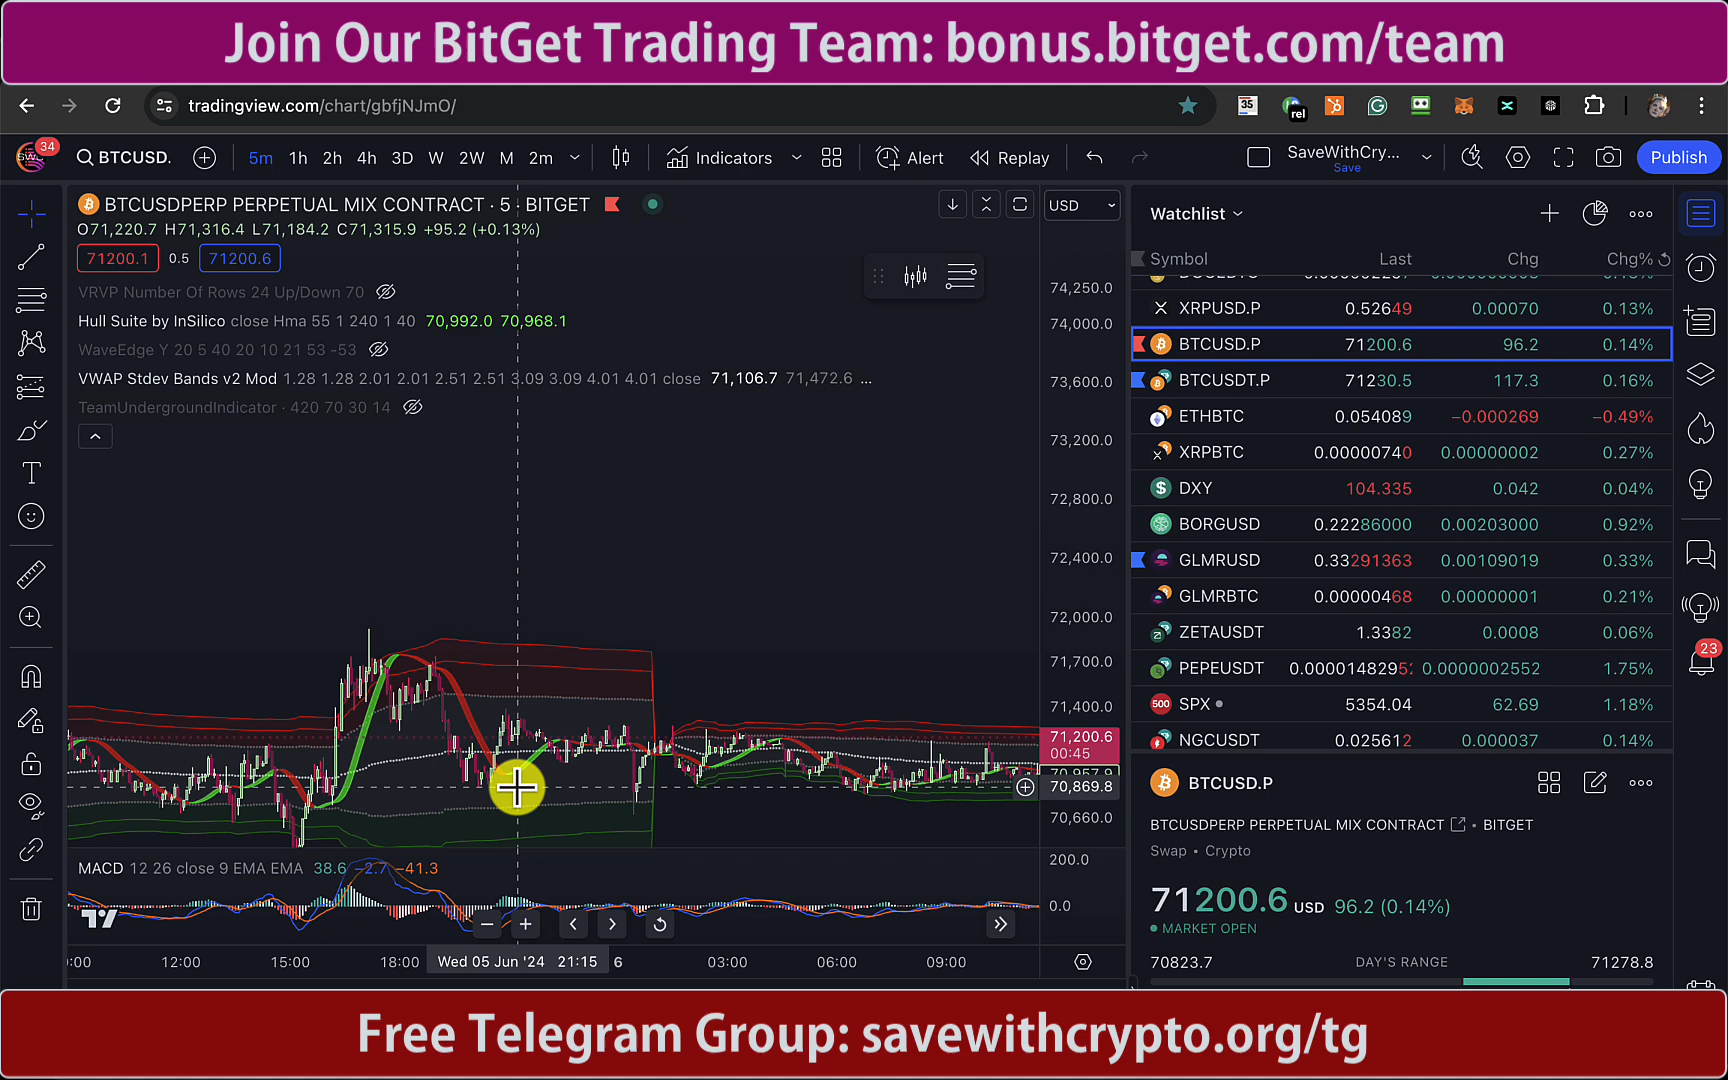 Join Our BitGet Trading Team: bonus.bitget.com/team
tradingview.com/chart/gbfjNJmO/
35
rel
34
BTCUSD.
5m 1h 2h 4h 3D W 2W M 2m
Indicators
Alert
Replay
SaveWithCry...
Save
Publish
BTCUSDPERP PERPETUAL MIX CONTRACT · 5 · BITGET
O71,220.7 H71,316.4 L71,184.2 C71,315.9 +95.2 (+0.13%)
71200.1 0.5 71200.6
VRVP Number Of Rows 24 Up/Down 70
Hull Suite by InSilico close Hma 55 1 240 1 40 70,992.0 70,968.1
WaveEdge Y 20 5 40 20 10 21 53 -53
VWAP Stdev Bands v2 Mod 1.28 1.28 2.01 2.01 2.51 2.51 3.09 3.09 4.01 4.01 close 71,106.7 71,472.6 ...
TeamUndergroundIndicator · 420 70 30 14
USD
74,250.0
74,000.0
73,600.0
73,200.0
72,800.0
72,400.0
72,000.0
71,700.0
71,400.0
71,200.6
00:45
70,957.9
70,869.8
70,660.0
MACD 12 26 close 9 EMA EMA 38.6 −2.7 −41.3
200.0
0.0
:00 12:00 15:00 18:00 Wed 05 Jun '24 21:15 6 03:00 06:00 09:00
Watchlist
Symbol Last Chg Chg%
XRPUSD.P 0.52649 0.00070 0.13%
BTCUSD.P 71200.6 96.2 0.14%
BTCUSDT.P 71230.5 117.3 0.16%
ETHBTC 0.054089 −0.000269 −0.49%
XRPBTC 0.00000740 0.00000002 0.27%
DXY 104.335 0.042 0.04%
BORGUSD 0.22286000 0.00203000 0.92%
GLMRUSD 0.33291363 0.00109019 0.33%
GLMRBTC 0.00000468 0.00000001 0.21%
ZETAUSDT 1.3382 0.0008 0.06%
PEPEUSDT 0.00001482952 0.0000002552 1.75%
500 SPX 5354.04 62.69 1.18%
NGCUSDT 0.025612 0.000037 0.14%
23
BTCUSD.P
BTCUSDPERP PERPETUAL MIX CONTRACT • BITGET
Swap • Crypto
71200.6 USD 96.2 (0.14%)
MARKET OPEN
70823.7 DAY'S RANGE 71278.8
Free Telegram Group: savewithcrypto.org/tg